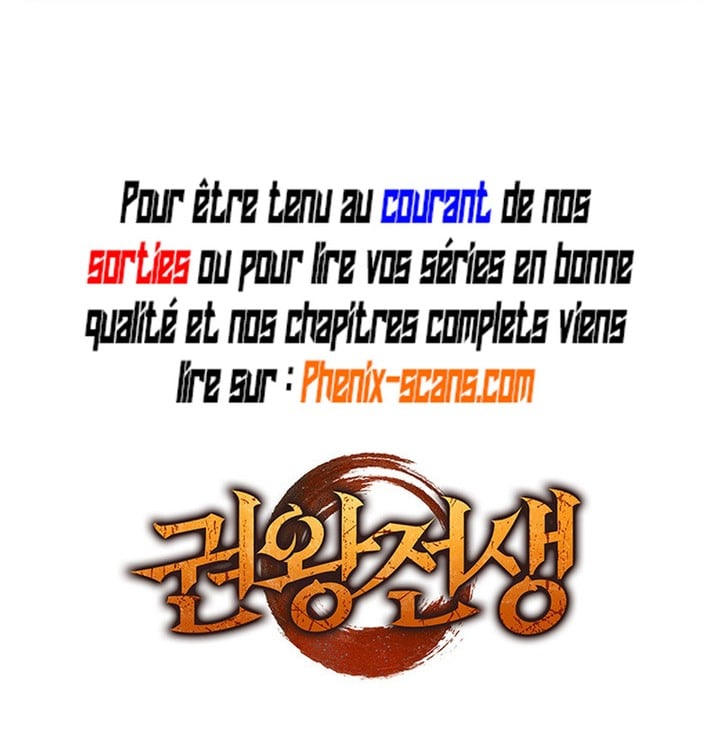 Pour être tenu au courant de nos
sorties ou pour lire vos séries en bonne
qualité et nos chapitres complets viens
lire sur : Phenix-scans.com
권왕전생